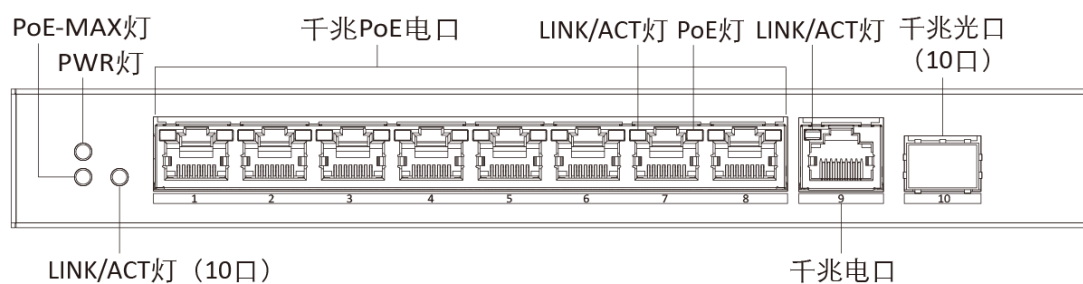 PoE-MAX灯
千兆PoE电口
LINK/ACT灯
PoE灯
LINK/ACT灯
千兆光口
（10口）
PWR灯
1
2
3
4
5
6
7
8
9
10
LINK/ACT灯（10口）
千兆电口